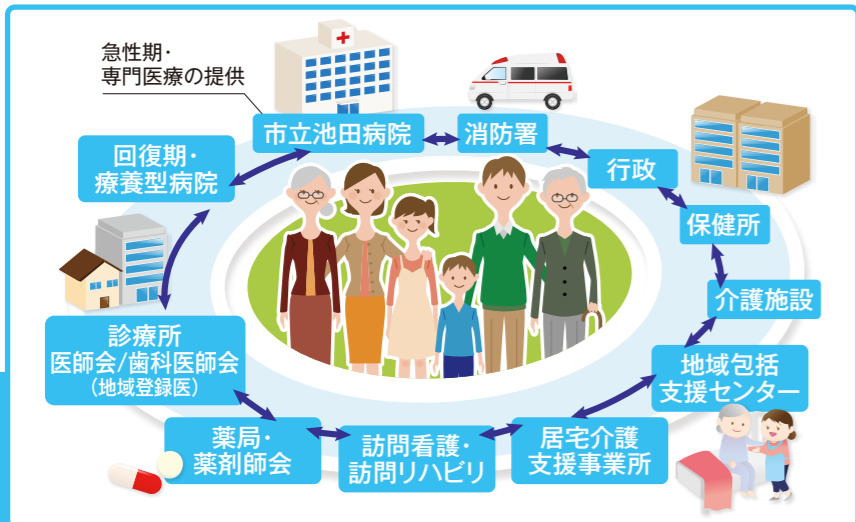 急性期・
専門医療の提供
市立池田病院
消防署
行政
保健所
介護施設
地域包括
支援センター
居宅介護
支援事業所
訪問看護・
訪問リハビリ
薬局・
薬剤師会
診療所
医師会/歯科医師会
（地域登録医）
回復期・
療養型病院